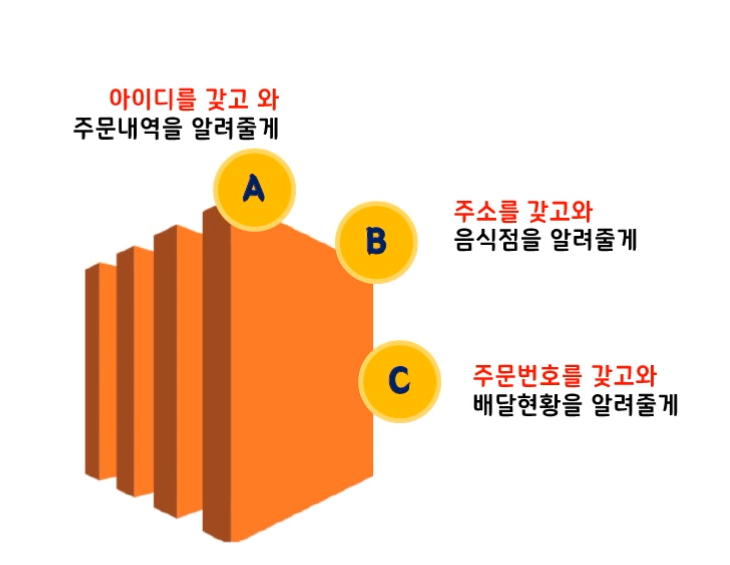 아이디를 갖고 와
주문내역을 알려줄게
A
주소를 갖고와
음식점을 알려줄게
B
주문번호를 갖고와
배달현황을 알려줄게
C